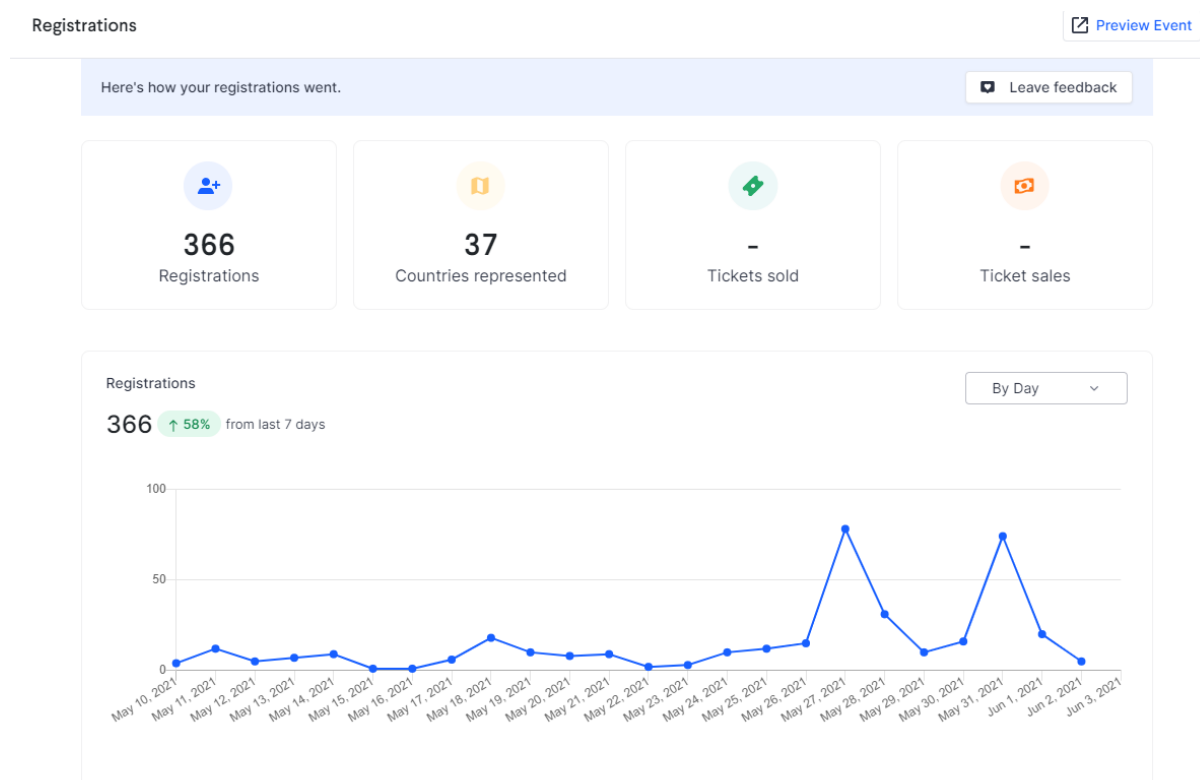 Registrations
Preview Event
Here's how your registrations went.
Leave feedback
366
Registrations
37
Countries represented
-
Tickets sold
-
Ticket sales
Registrations
By Day
366 ↑ 58% from last 7 days
100
50
0
May 10, 2021
May 11, 2021
May 12, 2021
May 13, 2021
May 14, 2021
May 15, 2021
May 16, 2021
May 17, 2021
May 18, 2021
May 19, 2021
May 20, 2021
May 21, 2021
May 22, 2021
May 23, 2021
May 24, 2021
May 25, 2021
May 26, 2021
May 27, 2021
May 28, 2021
May 29, 2021
May 30, 2021
May 31, 2021
Jun 1, 2021
Jun 2, 2021
Jun 3, 2021